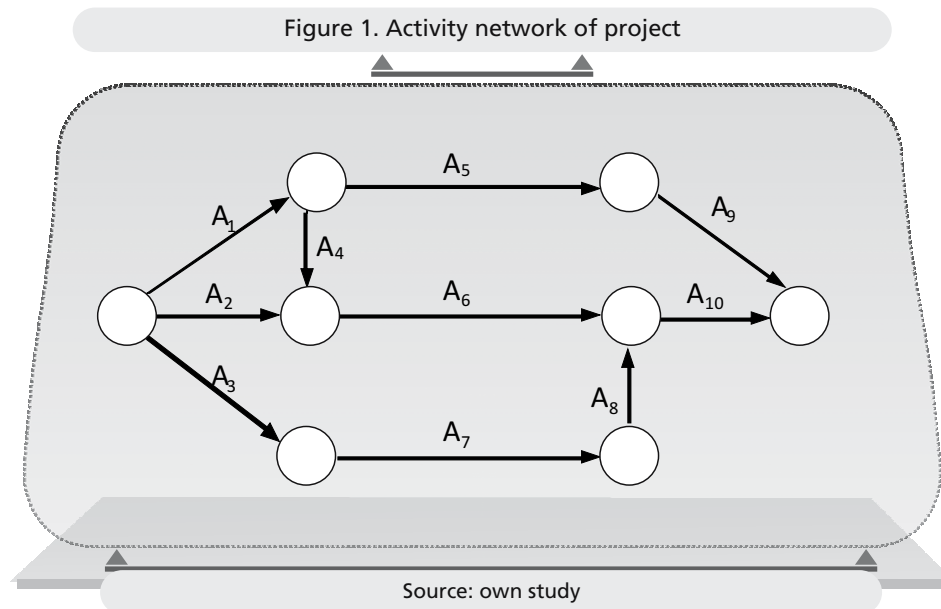 Figure 1. Activity network of project
A5
A1
A9
A4
A2
A6
A10
A3
A8
A7
Source: own study